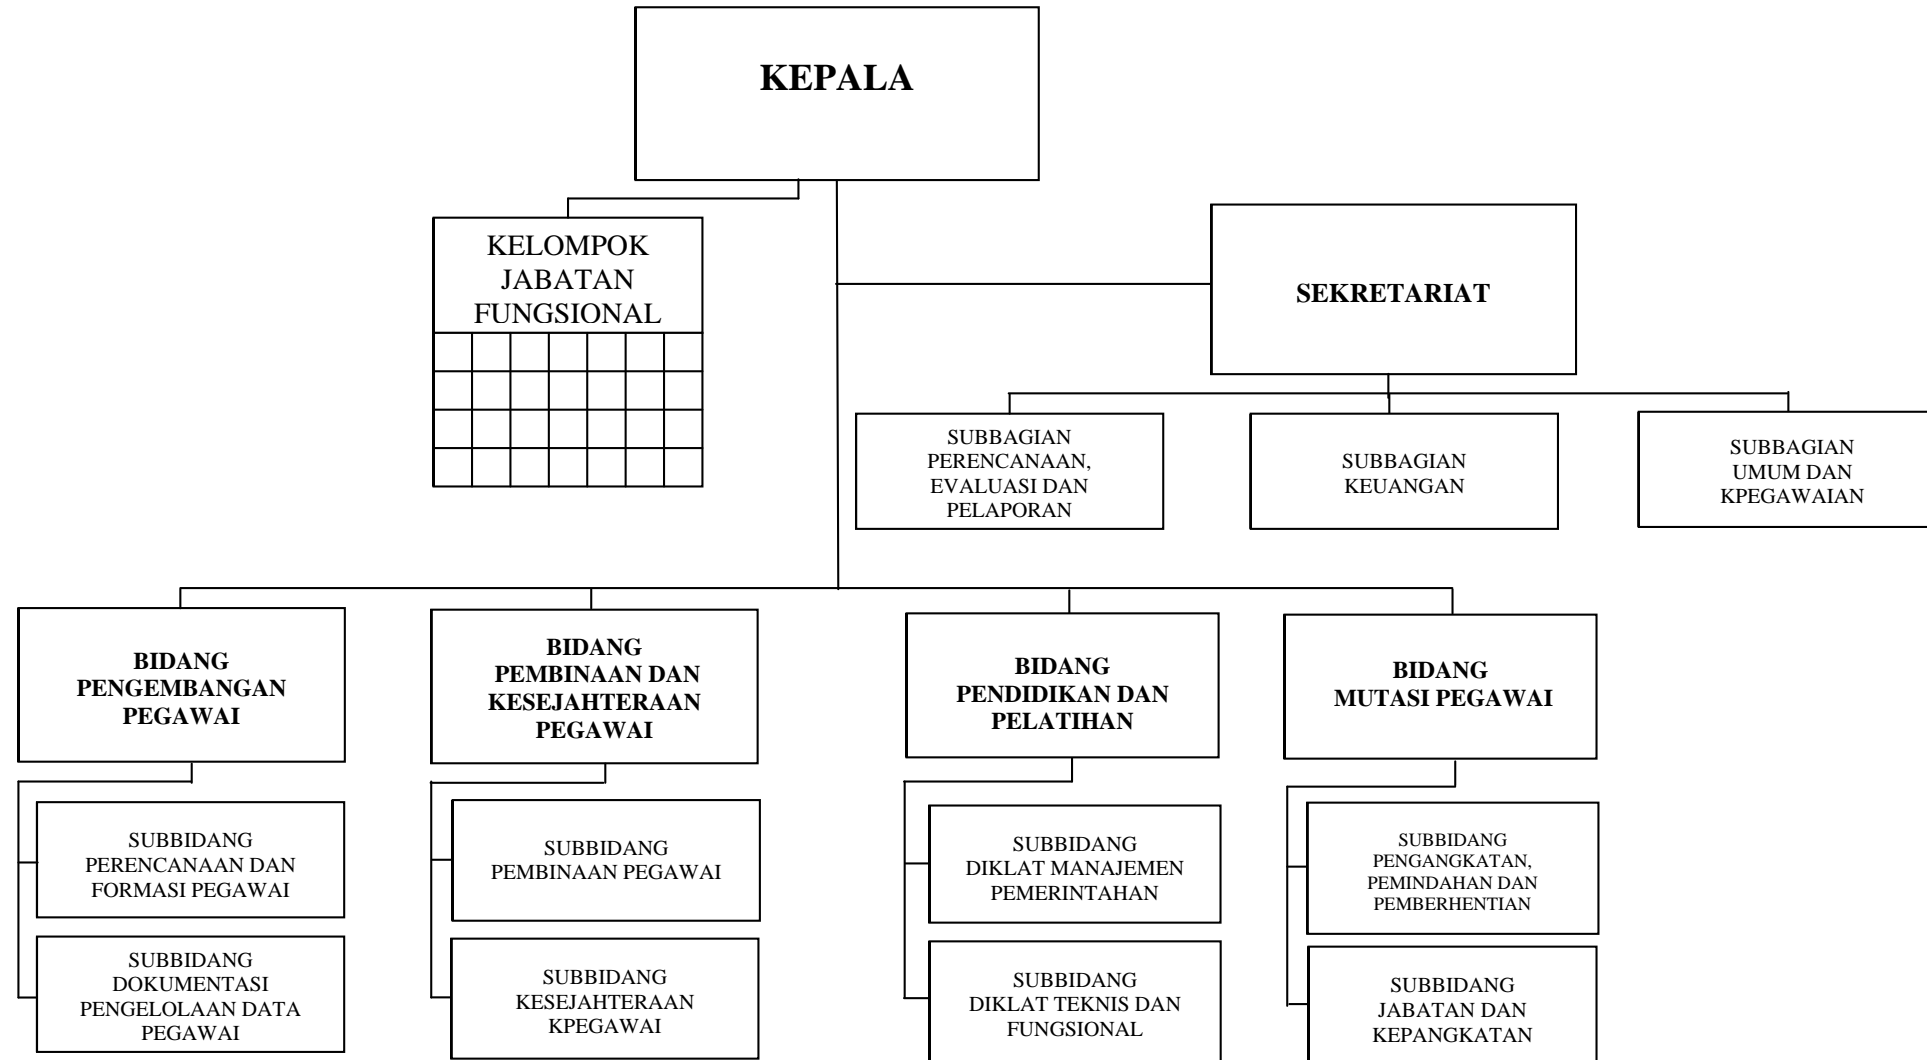 KEPALA
KELOMPOK
JABATAN
FUNGSIONAL
SEKRETARIAT
SUBBAGIAN
PERENCANAAN,
EVALUASI DAN
PELAPORAN
SUBBAGIAN
KEUANGAN
SUBBAGIAN
UMUM DAN
KPEGAWAIAN
BIDANG
PENGEMBANGAN
PEGAWAI
BIDANG
PEMBINAAN DAN
KESEJAHTERAAN
PEGAWAI
BIDANG
PENDIDIKAN DAN
PELATIHAN
BIDANG
MUTASI PEGAWAI
SUBBIDANG
PERENCANAAN DAN
FORMASI PEGAWAI
SUBBIDANG
PEMBINAAN PEGAWAI
SUBBIDANG
DIKLAT MANAJEMEN
PEMERINTAHAN
SUBBIDANG
PENGANGKATAN,
PEMINDAHAN DAN
PEMBERHENTIAN
SUBBIDANG
DOKUMENTASI
PENGELOLAAN DATA
PEGAWAI
SUBBIDANG
KESEJAHTERAAN
KPEGAWAI
SUBBIDANG
DIKLAT TEKNIS DAN
FUNGSIONAL
SUBBIDANG
JABATAN DAN
KEPANGKATAN